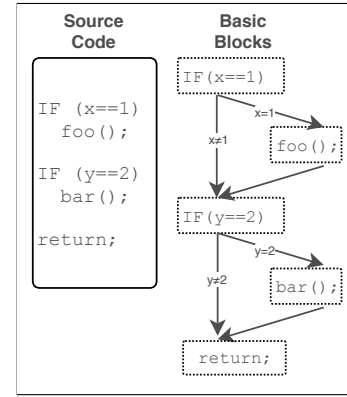 Source
Code
IF (x==1)
foo();
IF (y==2)
bar();
return;
Basic
Blocks
IF(x==1)
x=1
x≠1
foo();
IF(y==2)
y=2
y≠2
bar();
return;